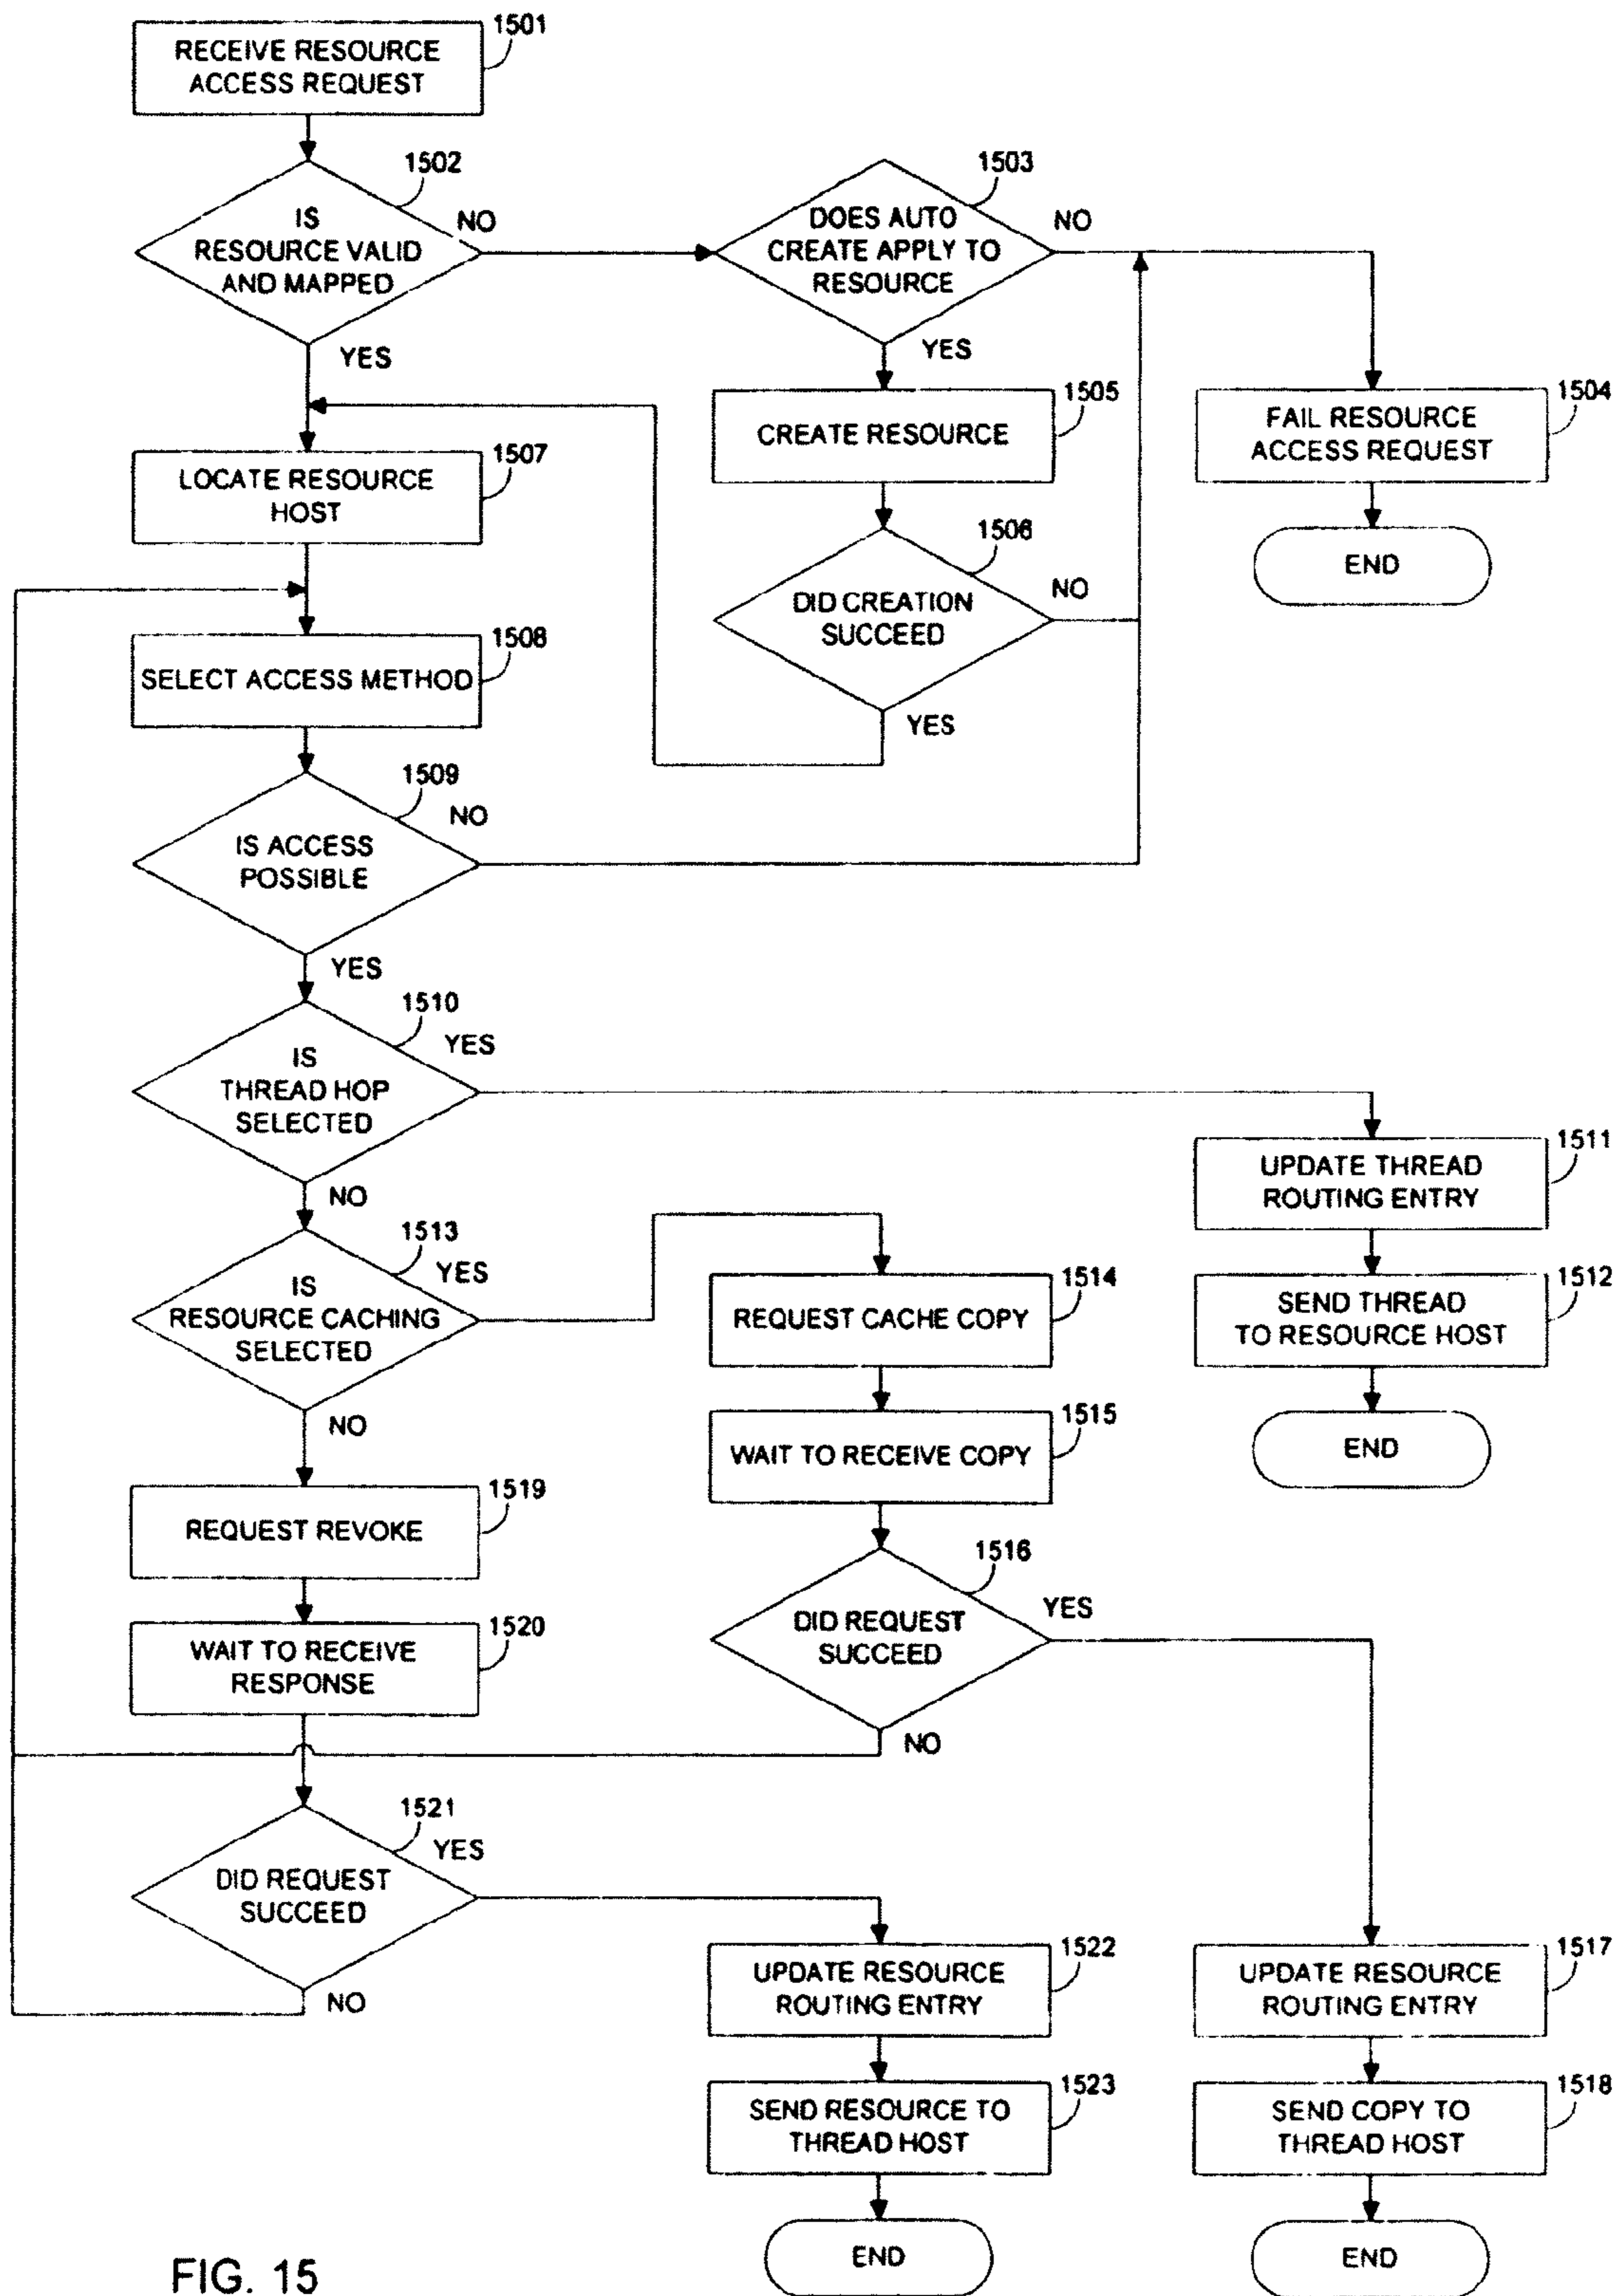 1501
RECEIVE RESOURCE
ACCESS REQUEST
1502
IS
RESOURCE VALID
AND MAPPED
NO
YES
1503
DOES AUTO
CREATE APPLY TO
RESOURCE
NO
YES
1504
FAIL RESOURCE
ACCESS REQUEST
END
1505
CREATE RESOURCE
1506
DID CREATION
SUCCEED
NO
YES
1507
LOCATE RESOURCE
HOST
1508
SELECT ACCESS METHOD
1509
IS ACCESS
POSSIBLE
NO
YES
1510
IS
THREAD HOP
SELECTED
YES
NO
1511
UPDATE THREAD
ROUTING ENTRY
1512
SEND THREAD
TO RESOURCE HOST
END
1513
IS
RESOURCE CACHING
SELECTED
YES
NO
1514
REQUEST CACHE COPY
1515
WAIT TO RECEIVE COPY
1516
DID REQUEST
SUCCEED
YES
NO
1519
REQUEST REVOKE
1520
WAIT TO RECEIVE
RESPONSE
1521
DID REQUEST
SUCCEED
YES
NO
1522
UPDATE RESOURCE
ROUTING ENTRY
1523
SEND RESOURCE TO
THREAD HOST
END
1517
UPDATE RESOURCE
ROUTING ENTRY
1518
SEND COPY TO
THREAD HOST
END
FIG. 15